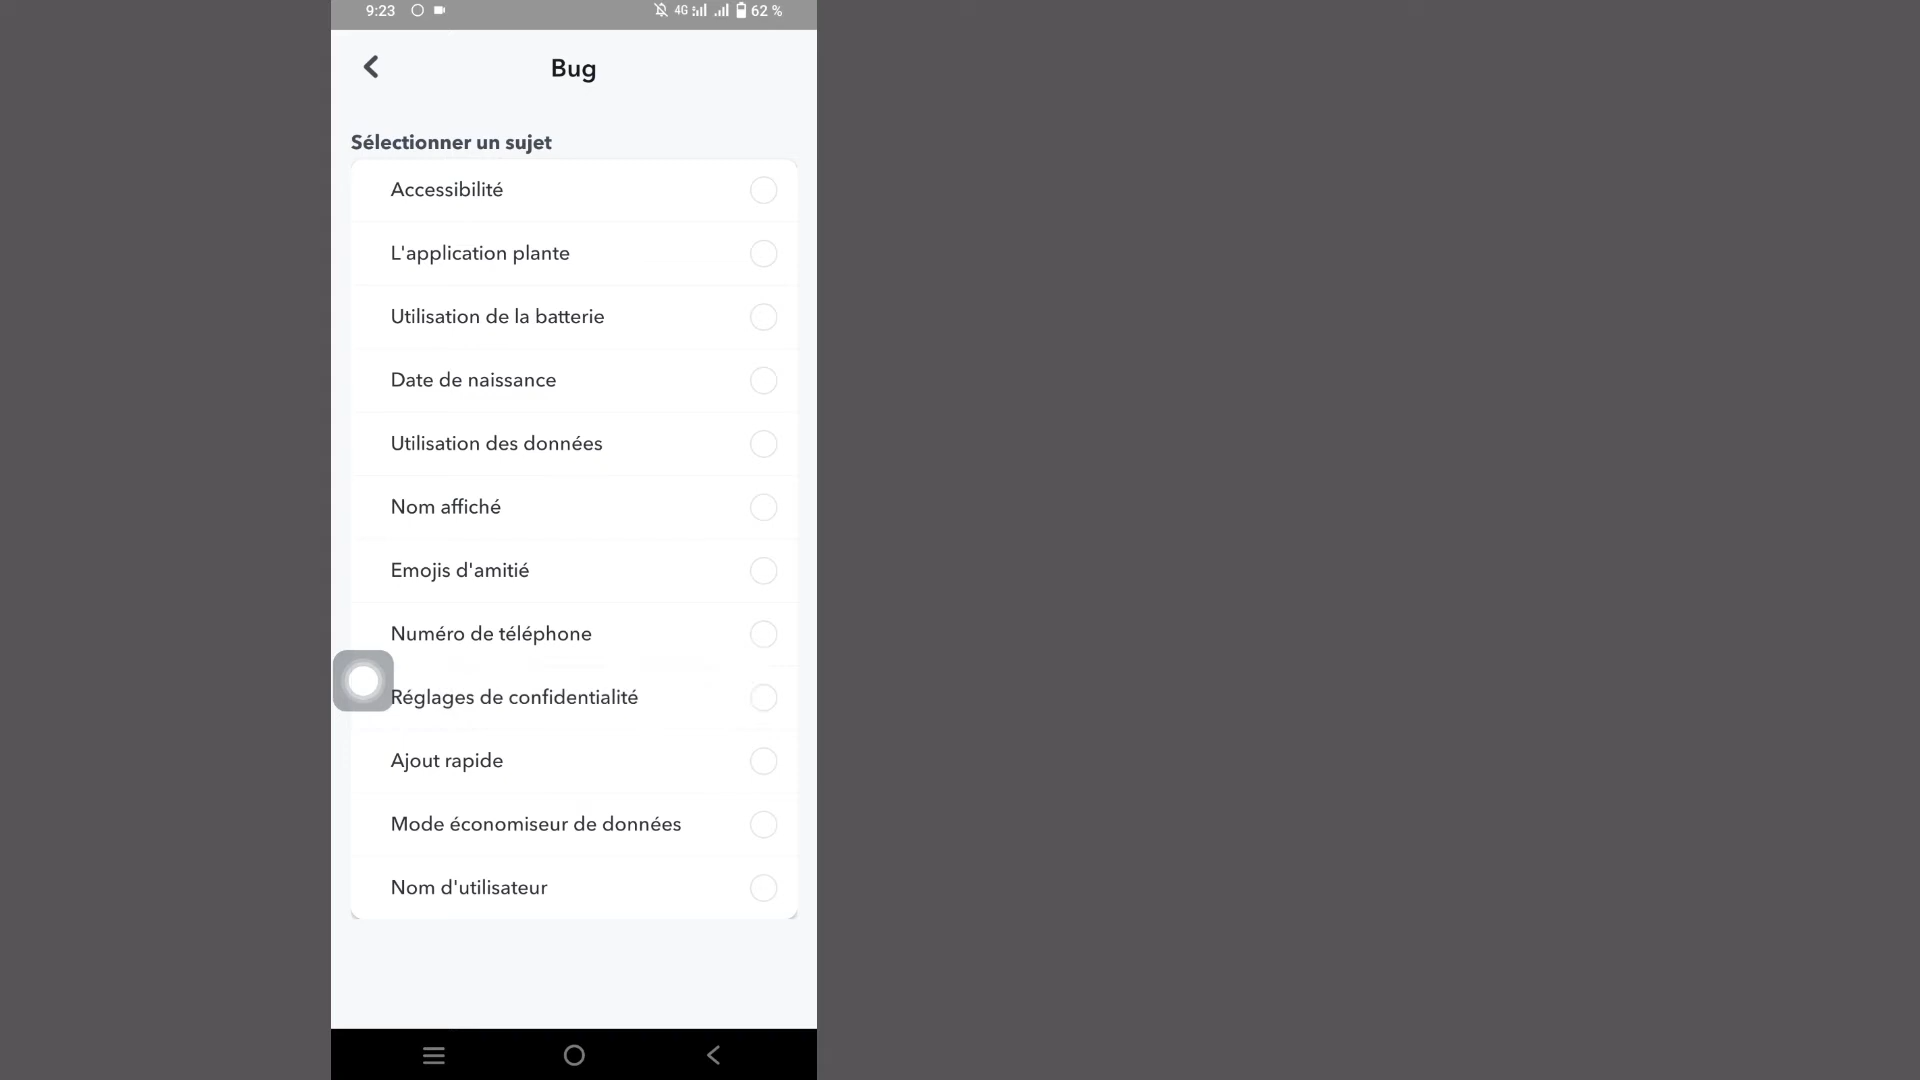 9:23 4G 62 %
Bug
Sélectionner un sujet
Accessibilité
L'application plante
Utilisation de la batterie
Date de naissance
Utilisation des données
Nom affiché
Emojis d'amitié
Numéro de téléphone
Réglages de confidentialité
Ajout rapide
Mode économiseur de données
Nom d'utilisateur